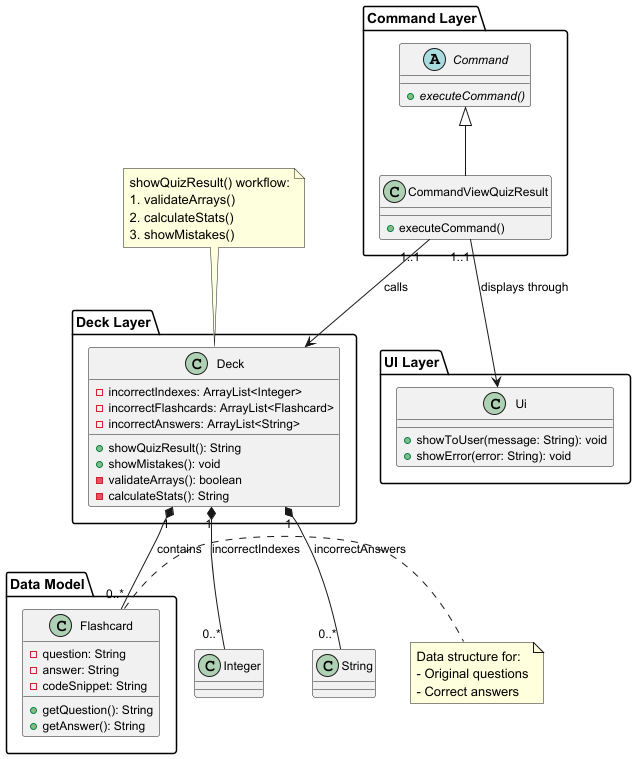 Command Layer
A Command
executeCommand()
C CommandViewQuizResult
executeCommand()
showQuizResult() workflow:
1. validateArrays()
2. calculateStats()
3. showMistakes()
1..1
1..1
calls
displays through
Deck Layer
C Deck
incorrectIndexes: ArrayList<Integer>
incorrectFlashcards: ArrayList<Flashcard>
incorrectAnswers: ArrayList<String>
showQuizResult(): String
showMistakes(): void
validateArrays(): boolean
calculateStats(): String
UI Layer
C Ui
showToUser(message: String): void
showError(error: String): void
1
1
1
contains
incorrectIndexes
incorrectAnswers
0..*
0..*
0..*
Data Model
C Flashcard
question: String
answer: String
codeSnippet: String
getQuestion(): String
getAnswer(): String
C Integer
C String
Data structure for:
- Original questions
- Correct answers